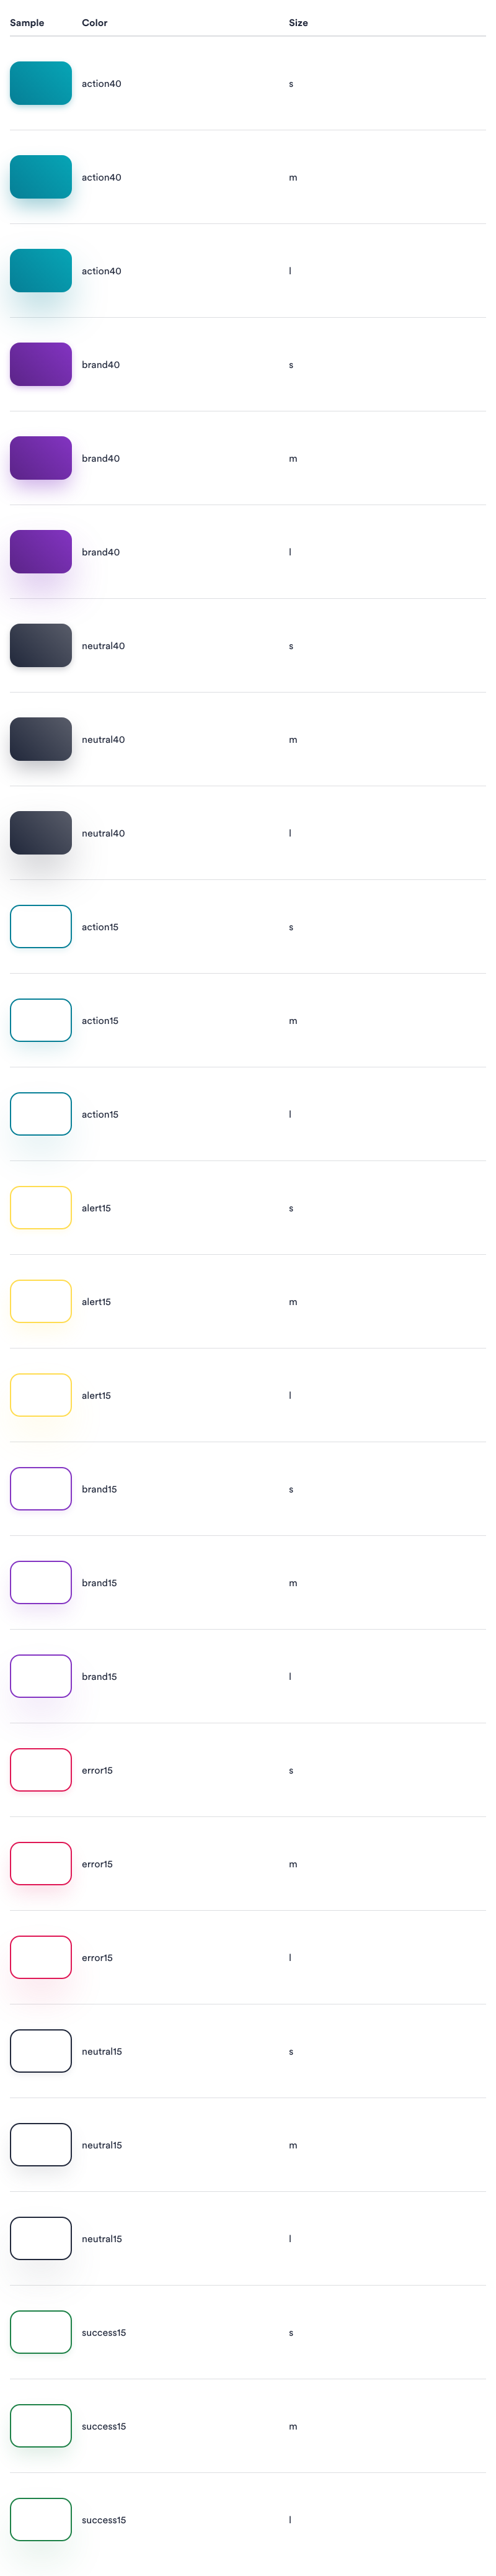 Sample Color Size
action40 s
action40 m
action40 l
brand40 s
brand40 m
brand40 l
neutral40 s
neutral40 m
neutral40 l
action15 s
action15 m
action15 l
alert15 s
alert15 m
alert15 l
brand15 s
brand15 m
brand15 l
error15 s
error15 m
error15 l
neutral15 s
neutral15 m
neutral15 l
success15 s
success15 m
success15 l